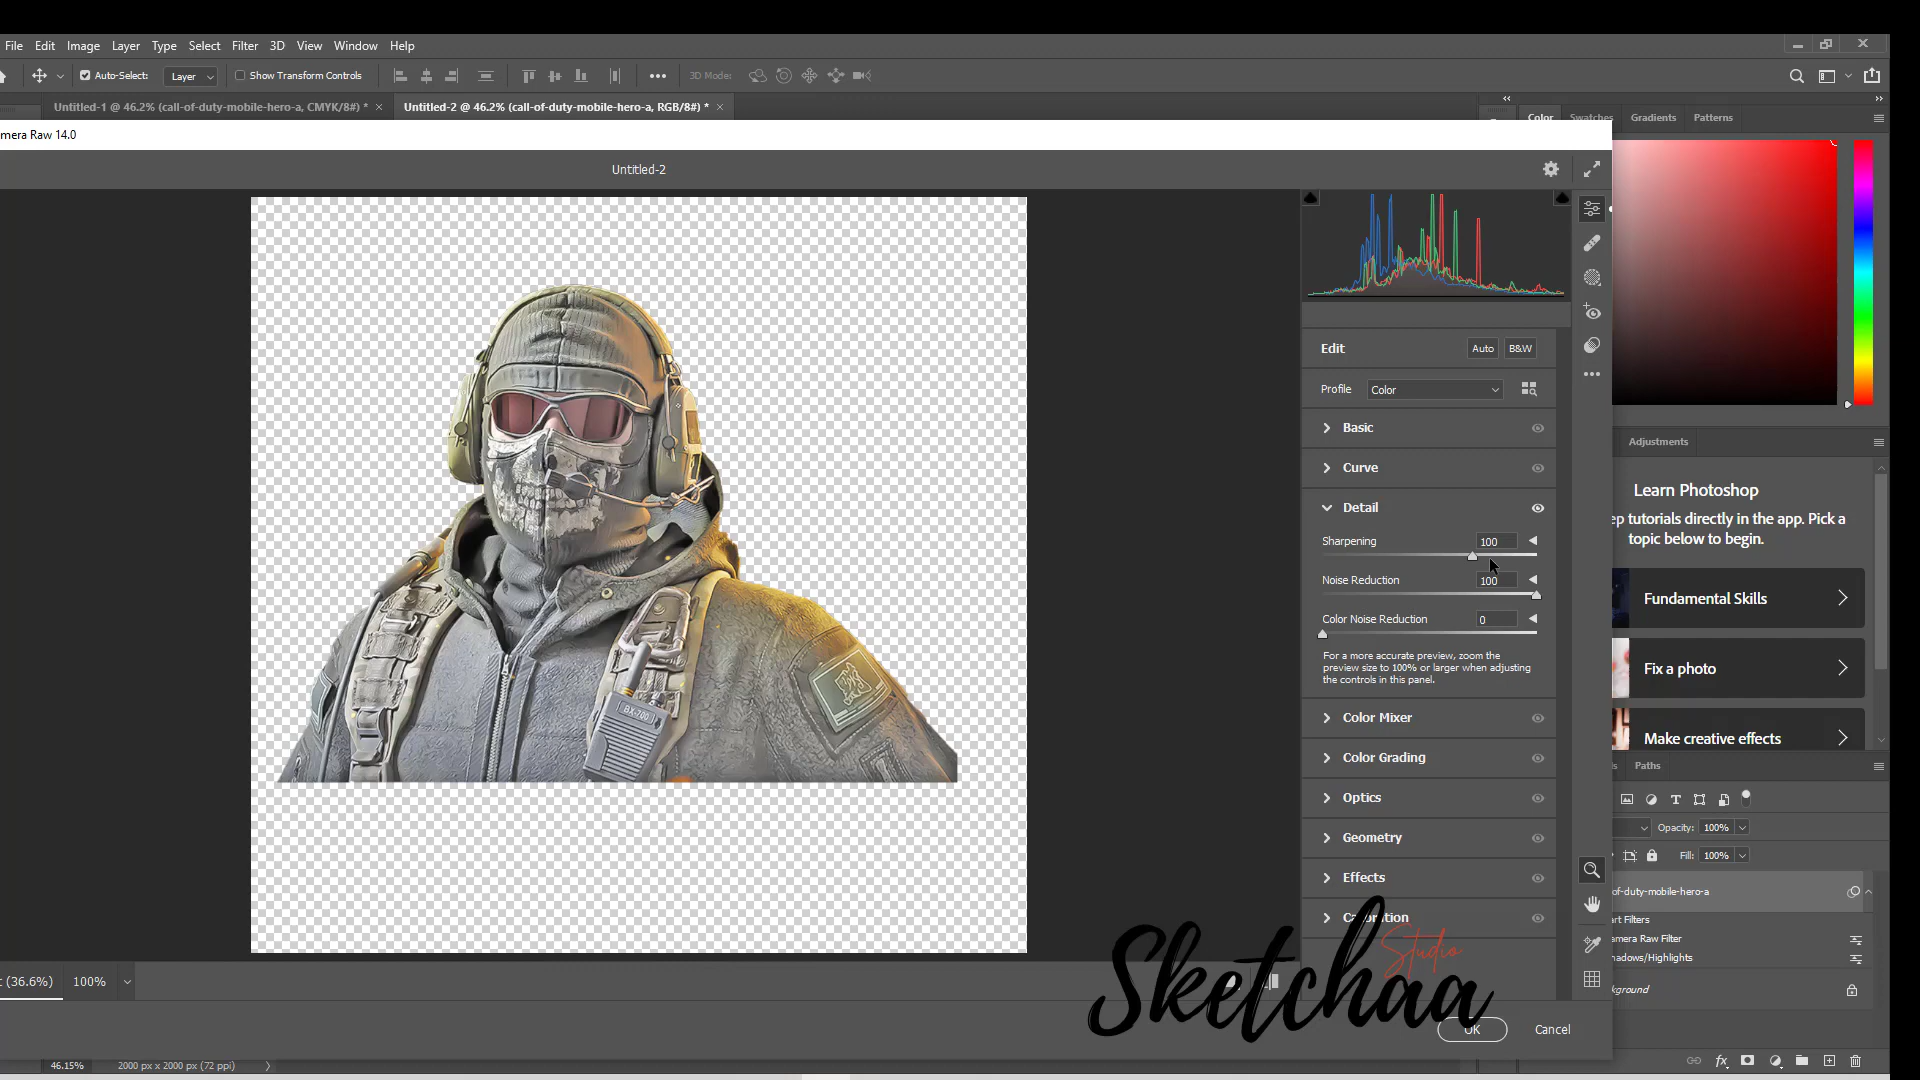 File Edit Image Layer Type Select Filter 3D View Window Help
Auto-Select: Layer Show Transform Controls 3D Mode:
Untitled-1 @ 46.2% (call-of-duty-mobile-hero-a, CMYK/8#) * × Untitled-2 @ 46.2% (call-of-duty-mobile-hero-a, RGB/8#) * ×
Color Swatches Gradients Patterns
mera Raw 14.0
Untitled-2
Edit Auto B&W
Profile Color
Basic
Curve
Detail
Sharpening 100
Noise Reduction 100
Color Noise Reduction 0
For a more accurate preview, zoom the
preview size to 100% or larger when adjusting
the controls in this panel.
Color Mixer
Color Grading
Optics
Geometry
Effects
Calibration
Adjustments
Learn Photoshop
ep tutorials directly in the app. Pick a
topic below to begin.
Fundamental Skills
Fix a photo
Make creative effects
ls Paths
Opacity: 100%
Fill: 100%
of-duty-mobile-hero-a
art Filters
amera Raw Filter
hadows/Highlights
kground
BX-700
Sketchaa
Studio
t (36.6%) 100%
OK Cancel
46.15% 2000 px x 2000 px (72 ppi)